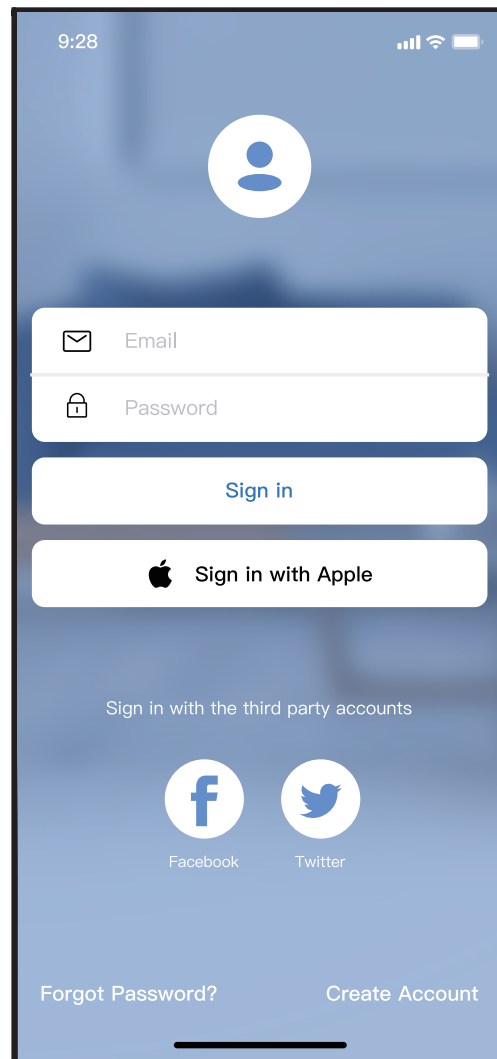 9:28
Email
Password
Sign in
Sign in with Apple
Sign in with the third party accounts
Facebook
Twitter
Forgot Password?
Create Account